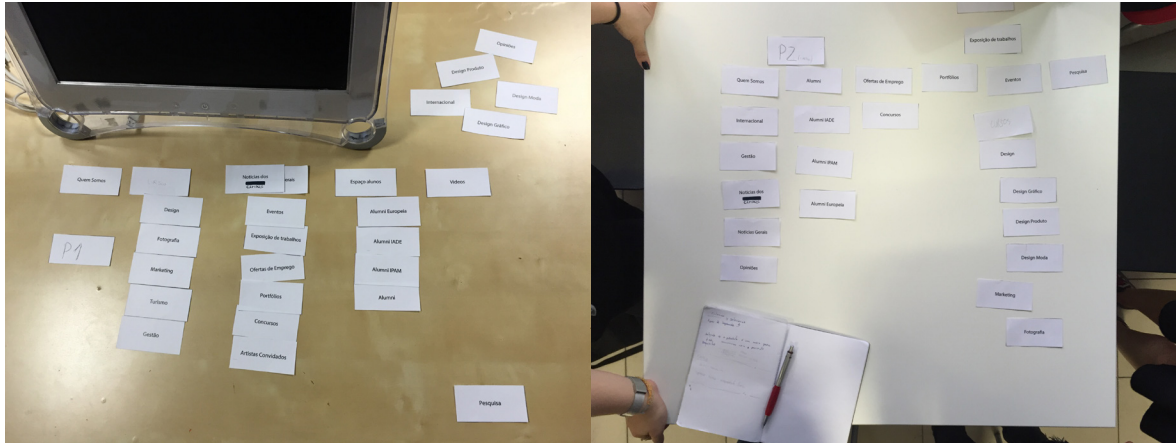 Opiniões
Design Produto
Internacional
Design Moda
Design Gráfico
Quem Somos
Notícias dos
Espaço alunos
Vídeos
Design
Eventos
Alumni Europeia
Fotografia
Exposição de trabalhos
Alumni IADE
P1
Marketing
Ofertas de Emprego
Alumni IPAM
Turismo
Portfólios
Alumni
Gestão
Concursos
Artistas Convidados
Pesquisa
Exposição de trabalhos
P2
Quem Somos
Alumni
Ofertas de Emprego
Portfólios
Eventos
Pesquisa
Internacional
Alumni IADE
Concursos
Gestão
Alumni IPAM
Design
Notícias dos
Alumni Europeia
Design Gráfico
Notícias Gerais
Design Produto
Opiniões
Design Moda
Marketing
Fotografia